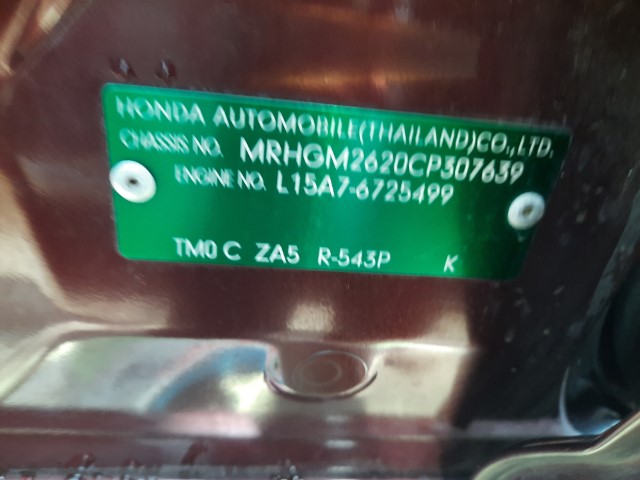 HONDA AUTOMOBILE(THAILAND)CO.,LTD.
CHASSIS NO. MRHGM2620CP307639
ENGINE NO. L15A7-6725499
TM0 C ZA5 R-543P K